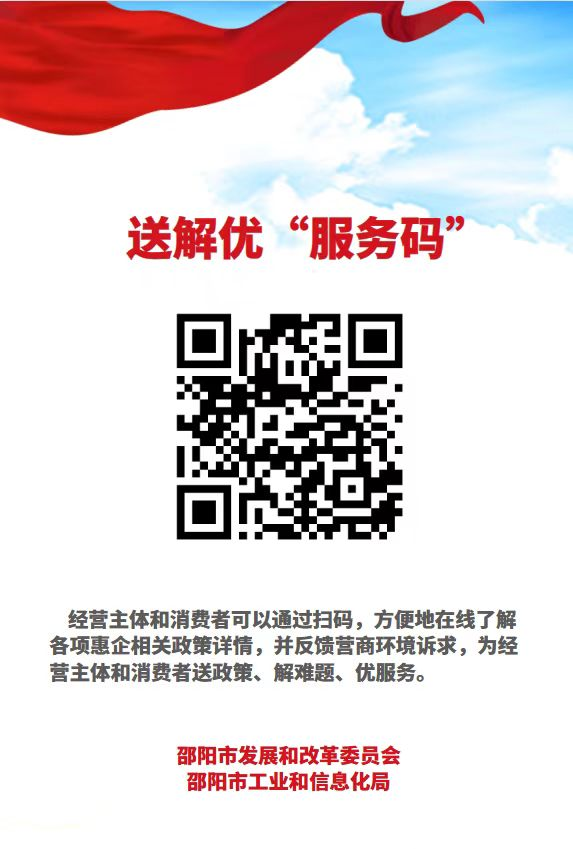 送解优“服务码”
经营主体和消费者可以通过扫码，方便地在线了解
各项惠企相关政策详情，并反馈营商环境诉求，为经
营主体和消费者送政策、解难题、优服务。
邵阳市发展和改革委员会
邵阳市工业和信息化局